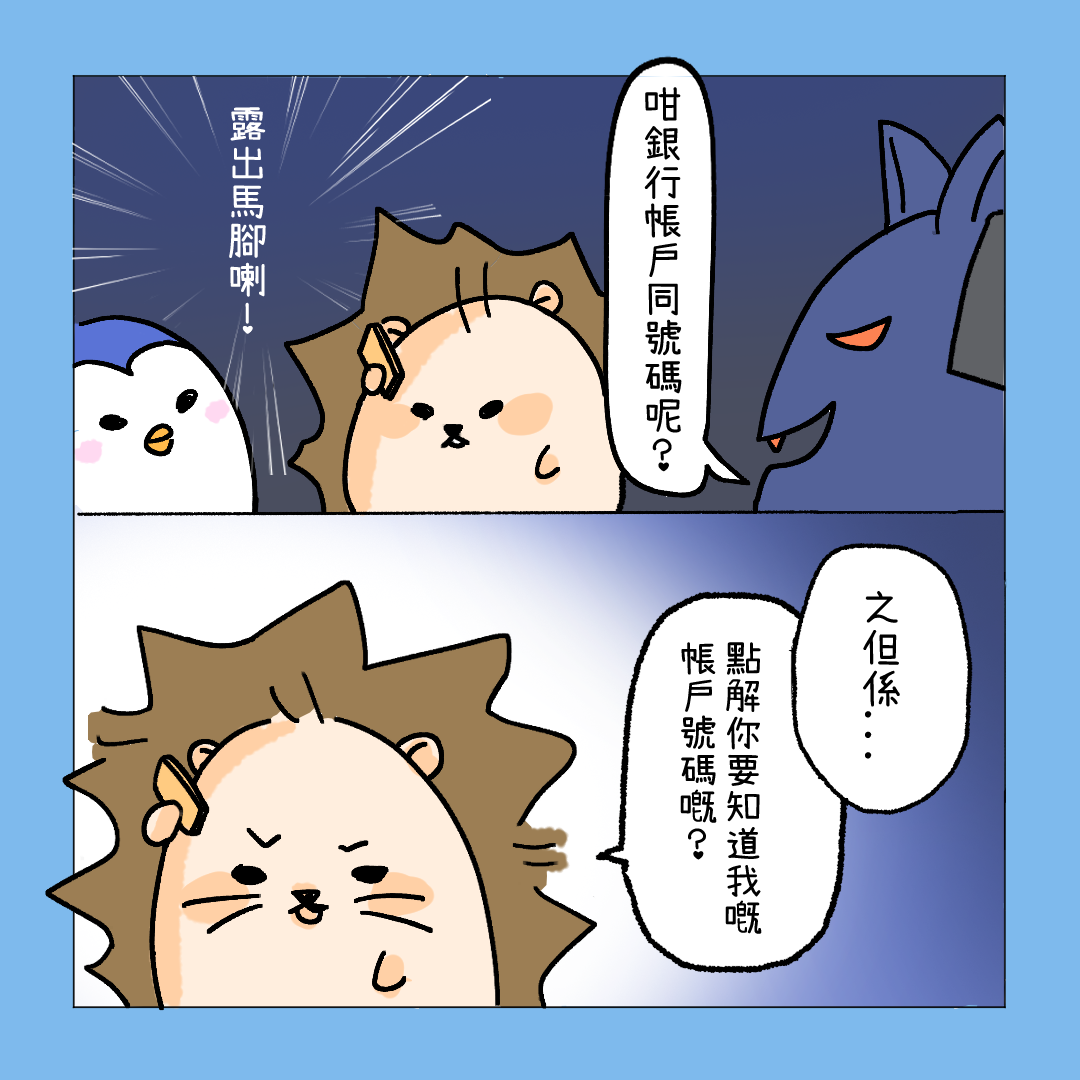 咁銀行帳戶同號碼呢？
露出馬腳喇！
之但係⋯⋯
點解你要知道我嘅
帳戶號碼嘅？